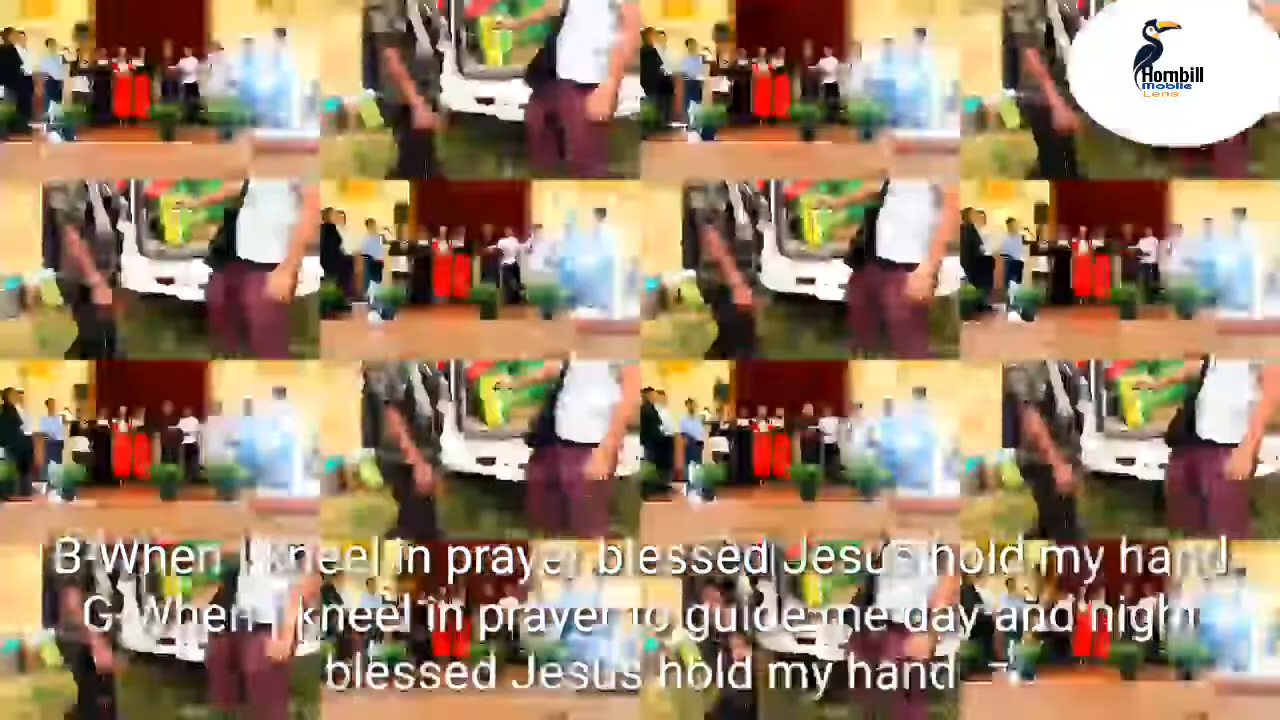 Hornbill
Mobile
Lens
B-When I kneel in prayer blessed Jesus hold my hand
G-When I kneel in prayer to guide me day and night
blessed Jesus hold my hand